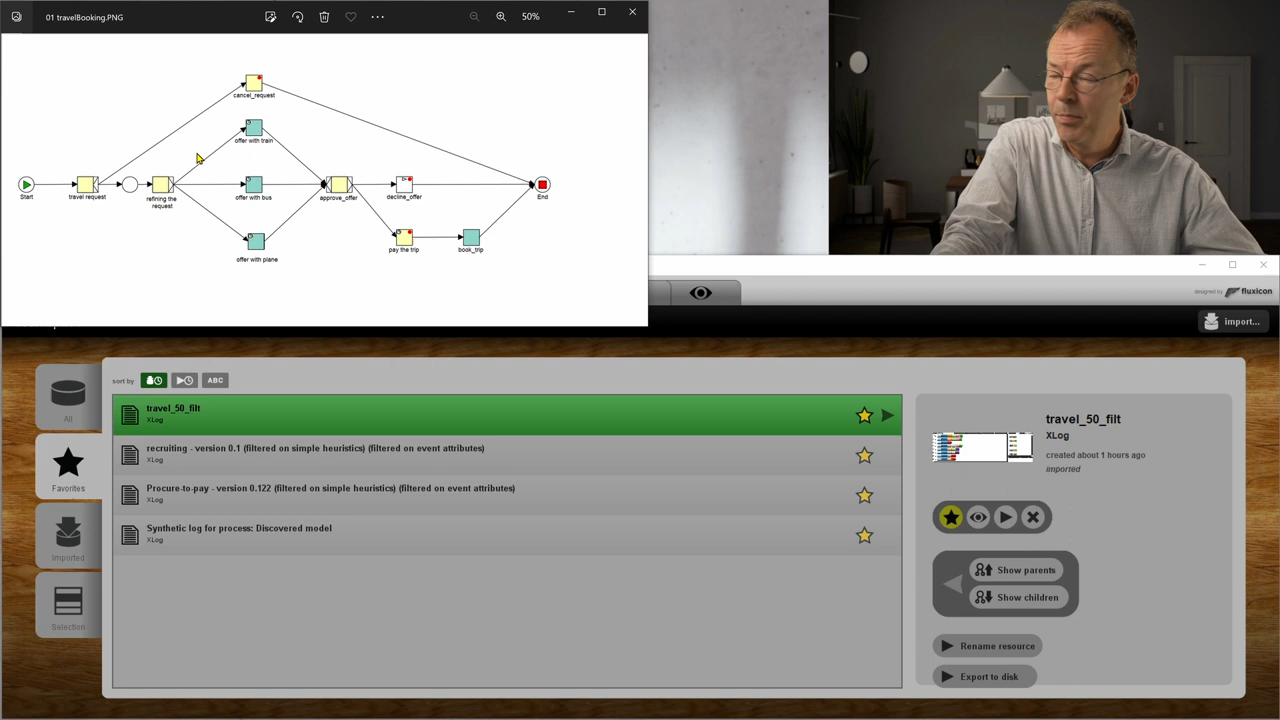 01 travelBooking.PNG
50%
cancel_request
offer with train
Start
travel request
refining the
request
offer with bus
approve_offer
decline_offer
End
pay the trip
book_trip
offer with plane
designed by fluxicon
import...
sort by
ABC
All
Favorites
Imported
Selection
travel_50_filt
XLog
recruiting - version 0.1 (filtered on simple heuristics) (filtered on event attributes)
XLog
Procure-to-pay - version 0.122 (filtered on simple heuristics) (filtered on event attributes)
XLog
Synthetic log for process: Discovered model
XLog
travel_50_filt
XLog
created about 1 hours ago
imported
Show parents
Show children
Rename resource
Export to disk